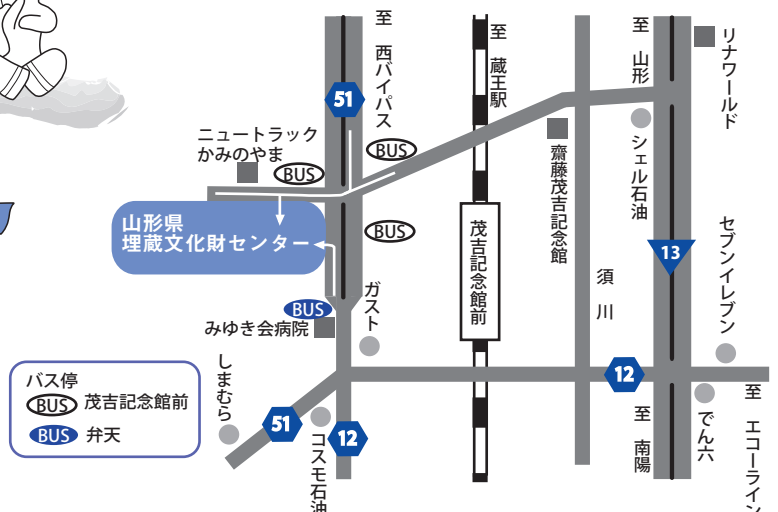 至 西バイパス
51
至 蔵王駅
至 山形
リナワールド
ニュートラック
かみのやま
BUS
BUS
シェル石油
齋藤茂吉記念館
山形県
埋蔵文化財センター
BUS
茂吉記念館前
13
セブンイレブン
須川
BUS
みゆき会病院
ガスト
しまむら
12
バス停
BUS 茂吉記念館前
BUS 弁天
51
コスモ石油
12
至 南陽
でん六
至 エコーライン